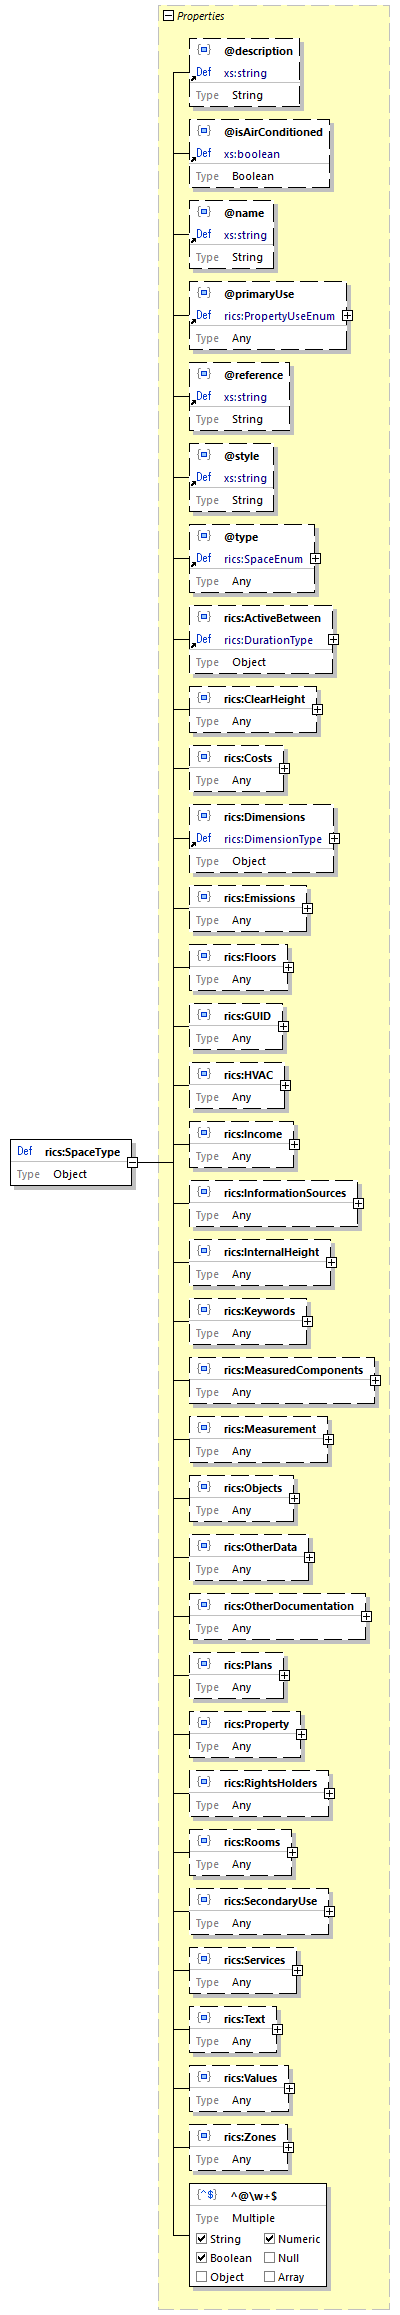 Properties
@description
Def xs:string
Type String
@isAirConditioned
Def xs:boolean
Type Boolean
@name
Def xs:string
Type String
@primaryUse
Def rics:PropertyUseEnum
Type Any
@reference
Def xs:string
Type String
@style
Def xs:string
Type String
@type
Def rics:SpaceEnum
Type Any
rics:ActiveBetween
Def rics:DurationType
Type Object
rics:ClearHeight
Type Any
rics:Costs
Type Any
rics:Dimensions
Def rics:DimensionType
Type Object
rics:Emissions
Type Any
rics:Floors
Type Any
rics:GUID
Type Any
rics:HVAC
Type Any
Def rics:SpaceType
Type Object
rics:Income
Type Any
rics:InformationSources
Type Any
rics:InternalHeight
Type Any
rics:Keywords
Type Any
rics:MeasuredComponents
Type Any
rics:Measurement
Type Any
rics:Objects
Type Any
rics:OtherData
Type Any
rics:OtherDocumentation
Type Any
rics:Plans
Type Any
rics:Property
Type Any
rics:RightsHolders
Type Any
rics:Rooms
Type Any
rics:SecondaryUse
Type Any
rics:Services
Type Any
rics:Text
Type Any
rics:Values
Type Any
rics:Zones
Type Any
{^$} ^@\w+$
Type Multiple
String Numeric
Boolean Null
Object Array